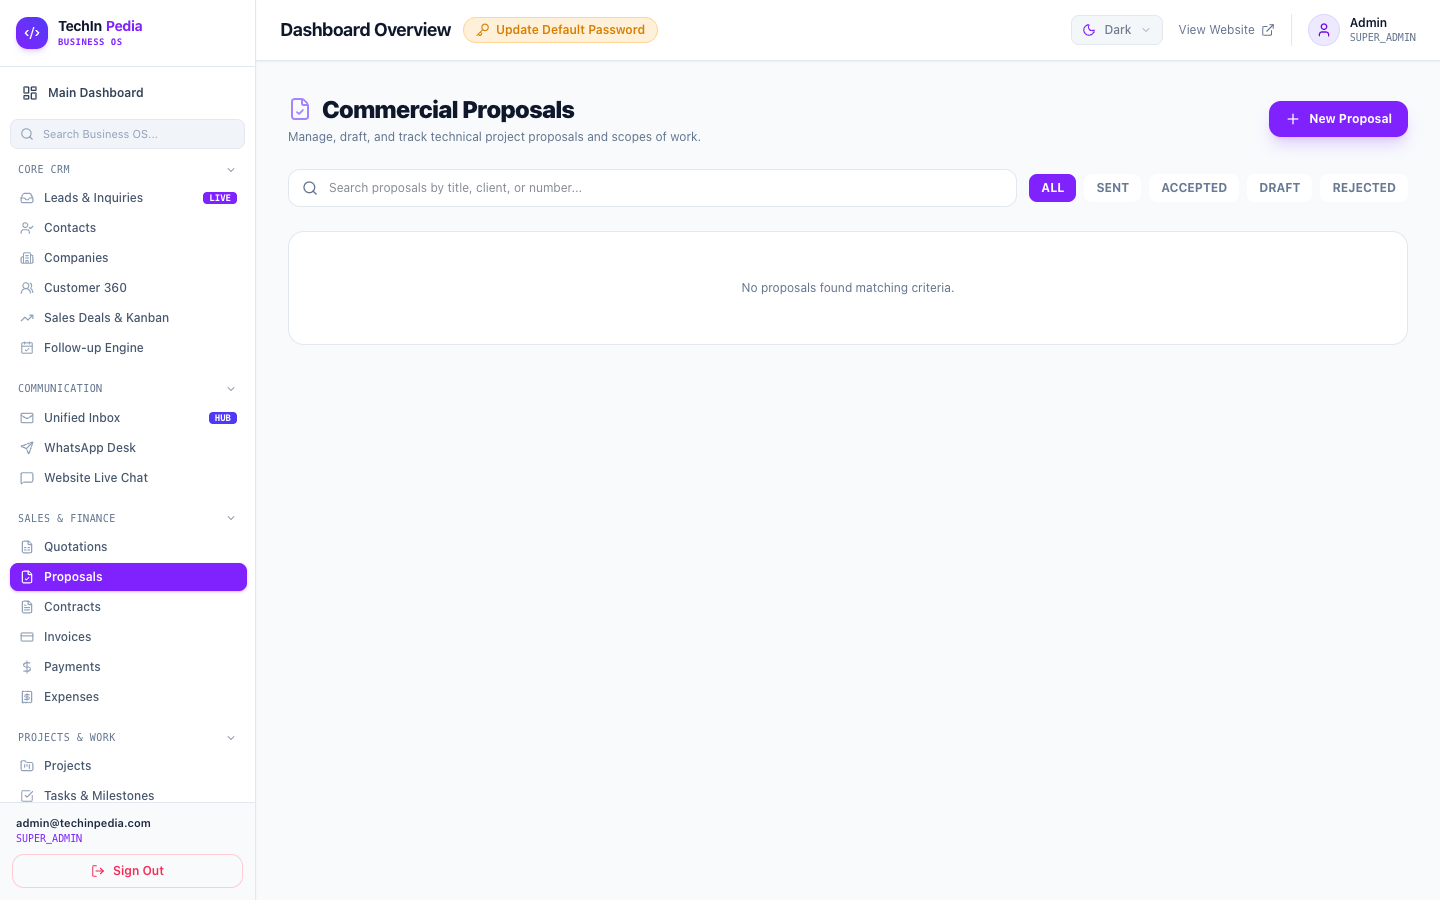 TechIn Pedia
BUSINESS OS
Main Dashboard
Search Business OS...
CORE CRM
Leads & Inquiries
LIVE
Contacts
Companies
Customer 360
Sales Deals & Kanban
Follow-up Engine
COMMUNICATION
Unified Inbox
HUB
WhatsApp Desk
Website Live Chat
SALES & FINANCE
Quotations
Proposals
Contracts
Invoices
Payments
Expenses
PROJECTS & WORK
Projects
Tasks & Milestones
admin@techinpedia.com
SUPER_ADMIN
Sign Out
Dashboard Overview
Update Default Password
Dark
View Website
Admin
SUPER_ADMIN
Commercial Proposals
Manage, draft, and track technical project proposals and scopes of work.
New Proposal
Search proposals by title, client, or number...
ALL
SENT
ACCEPTED
DRAFT
REJECTED
No proposals found matching criteria.